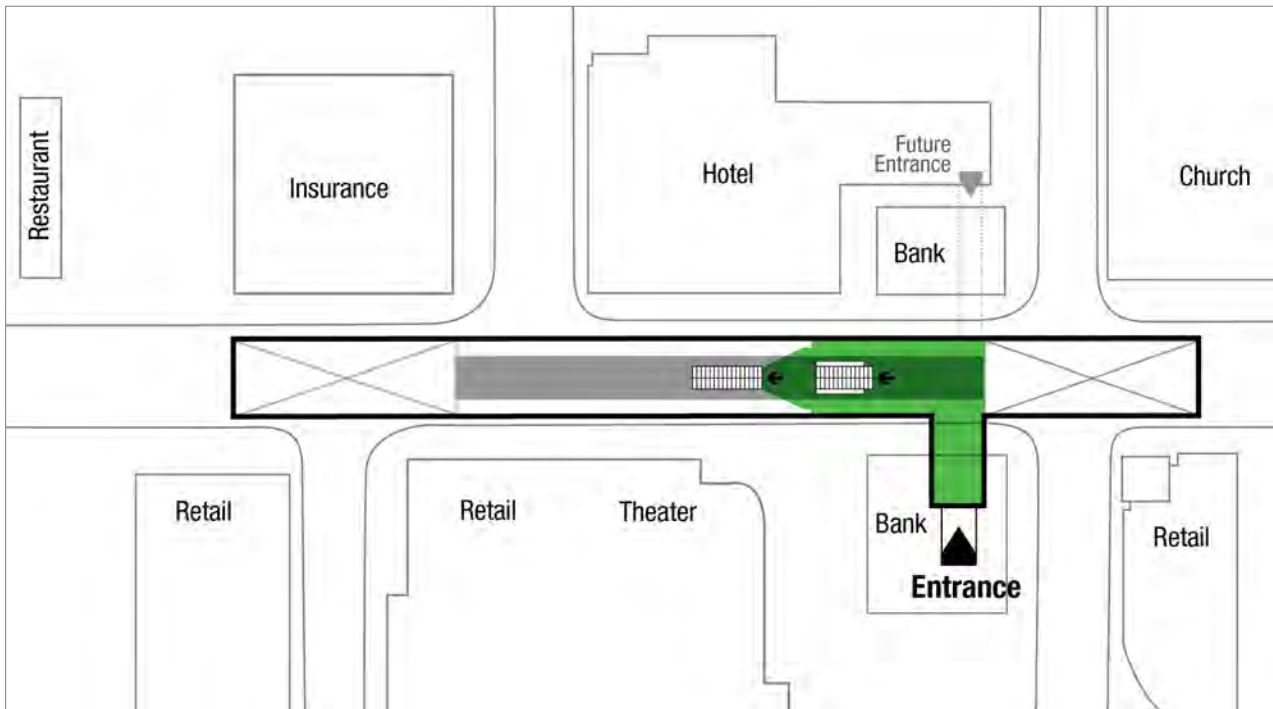 Restaurant
Insurance
Hotel
Future
Entrance
Church
Bank
Retail
Retail
Theater
Bank
Retail
Entrance